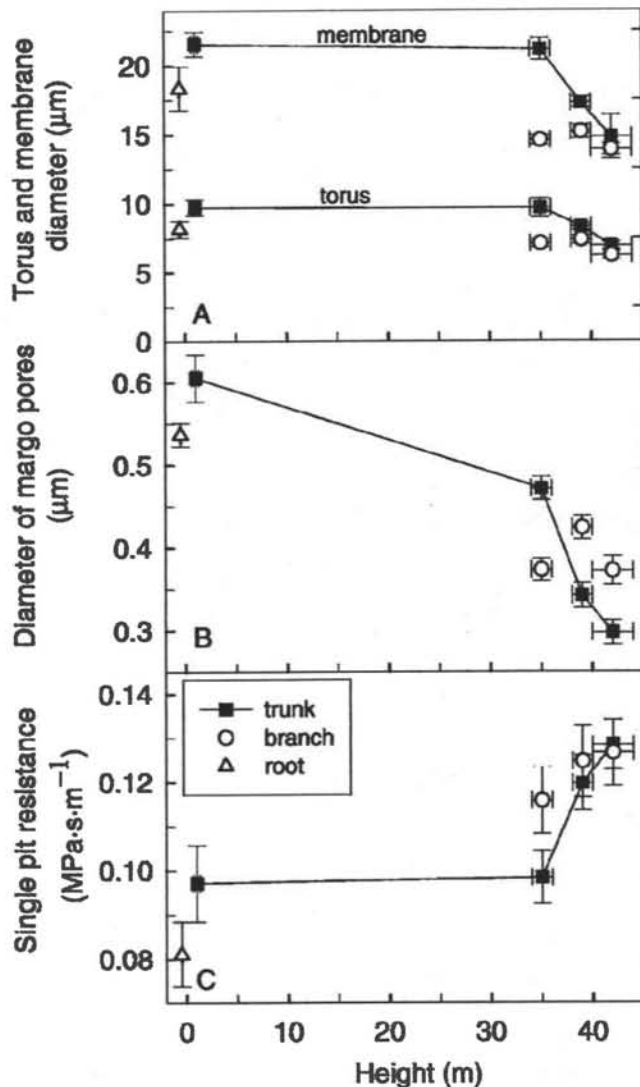 Torus and membrane
diameter (μm)
20
15
10
5
0
membrane
torus
A
Diameter of margo pores
(μm)
0.6
0.5
0.4
0.3
B
Single pit resistance
(MPa·s·m⁻¹)
0.14
0.12
0.10
0.08
trunk
branch
root
C
0 10 20 30 40
Height (m)